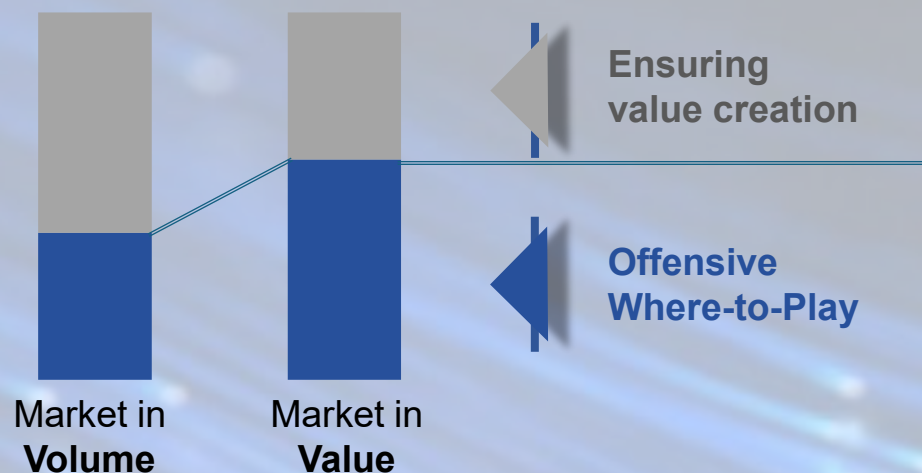 Ensuring
value creation
Offensive
Where-to-Play
Market in
Volume
Market in
Value